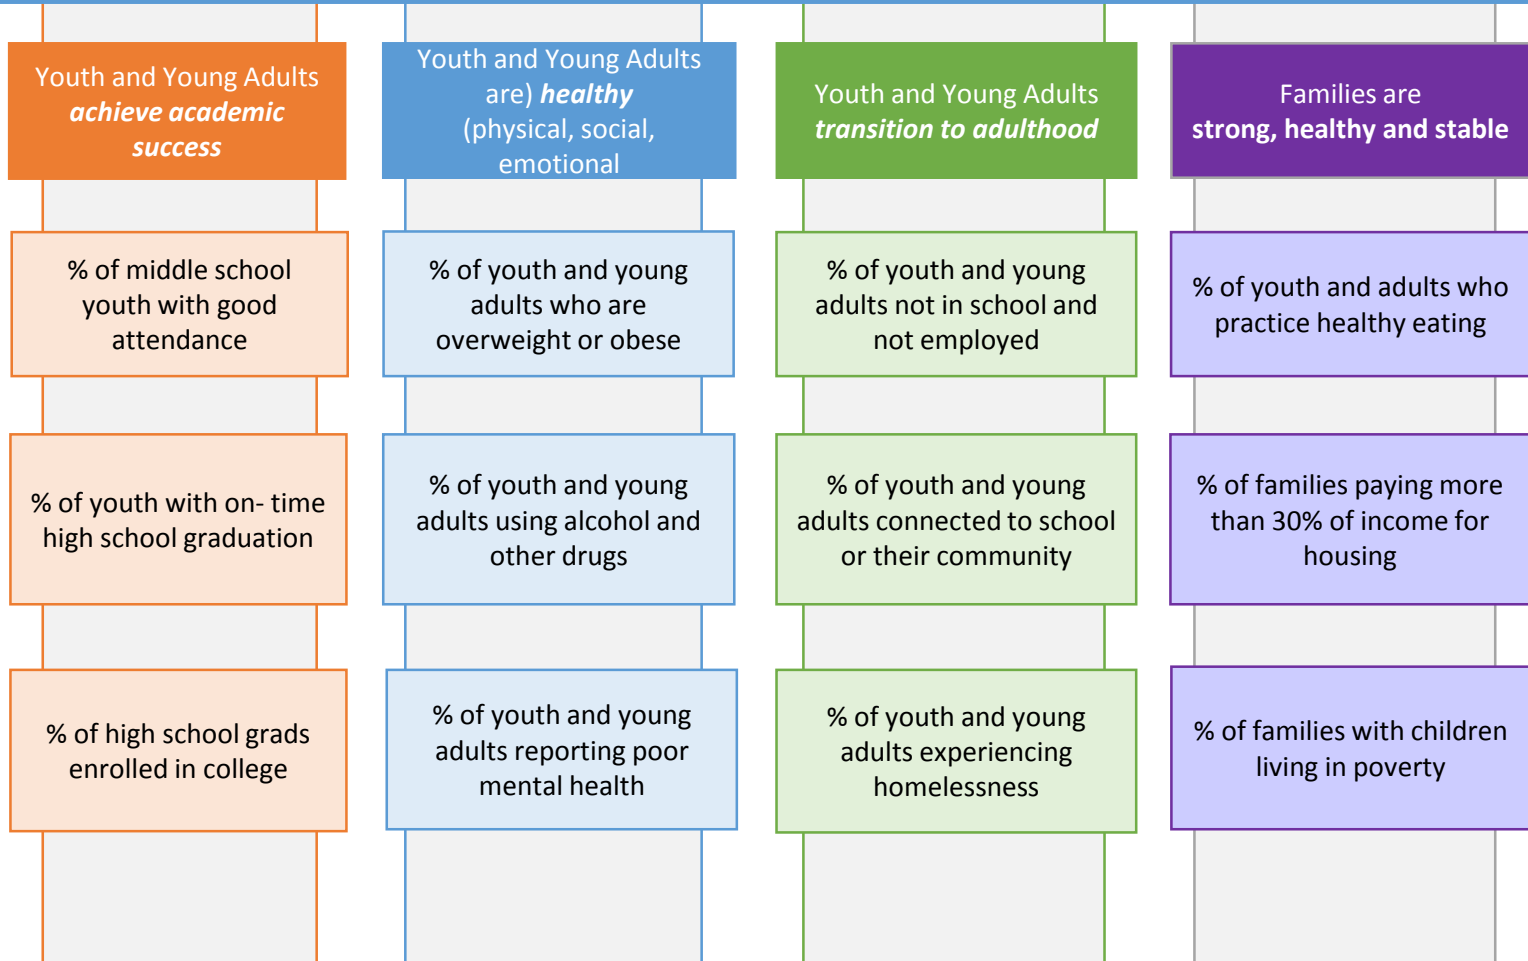 Youth and Young Adults
achieve academic
success
Youth and Young Adults
are) healthy
(physical, social,
emotional
Youth and Young Adults
transition to adulthood
Families are
strong, healthy and stable
% of middle school
youth with good
attendance
% of youth and young
adults who are
overweight or obese
% of youth and young
adults not in school and
not employed
% of youth and adults who
practice healthy eating
% of youth with on- time
high school graduation
% of youth and young
adults using alcohol and
other drugs
% of youth and young
adults connected to school
or their community
% of families paying more
than 30% of income for
housing
% of high school grads
enrolled in college
% of youth and young
adults reporting poor
mental health
% of youth and young
adults experiencing
homelessness
% of families with children
living in poverty